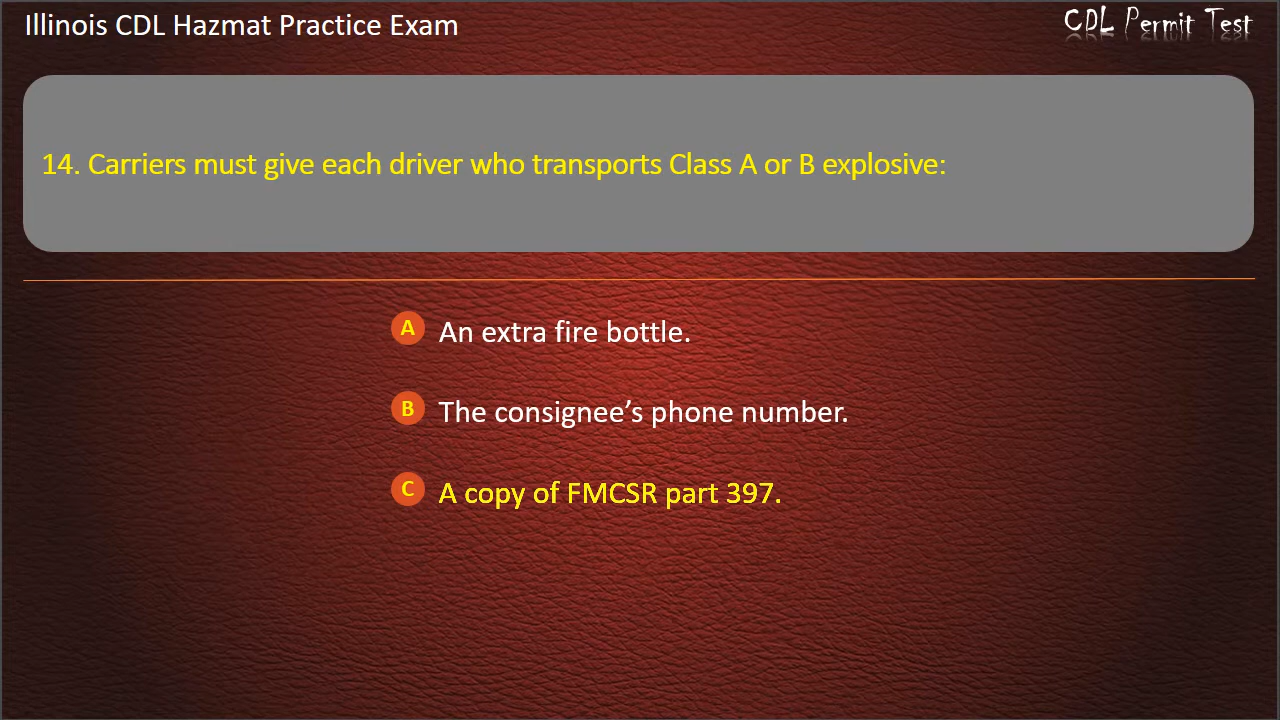 Illinois CDL Hazmat Practice Exam
CDL Permit Test
14. Carriers must give each driver who transports Class A or B explosive:
A An extra fire bottle.
B The consignee’s phone number.
C A copy of FMCSR part 397.